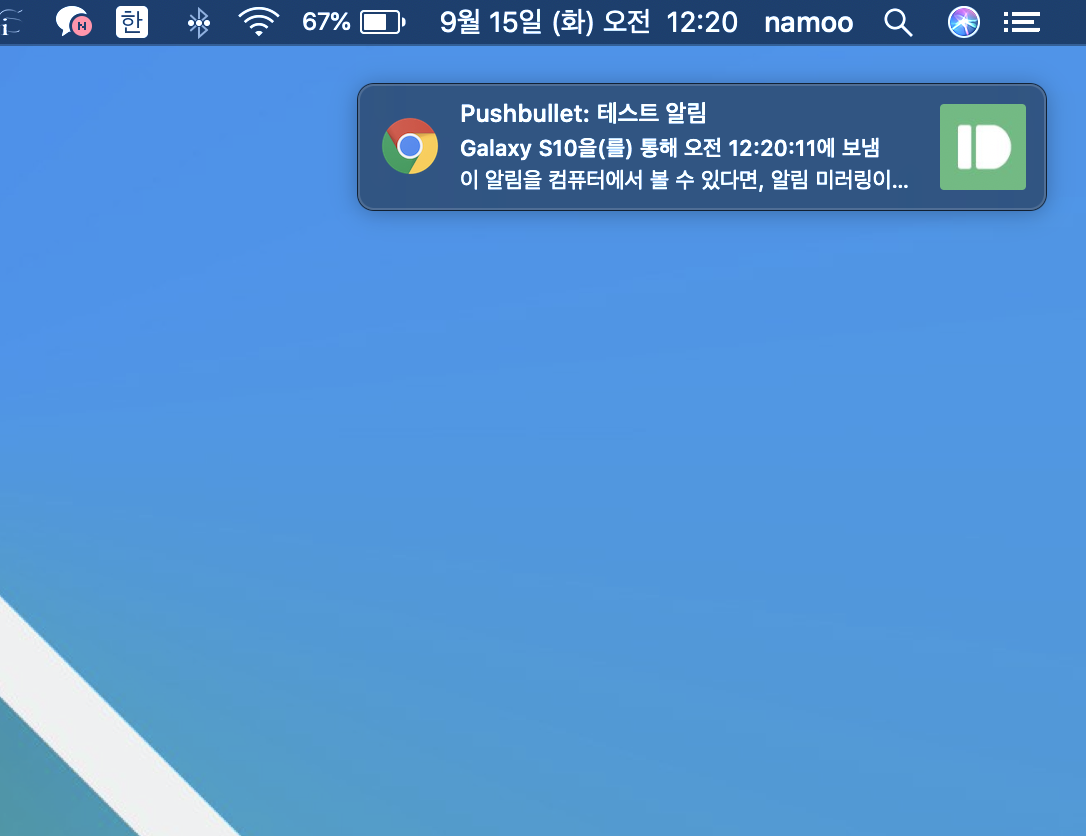 한 67% 9월 15일 (화) 오전 12:20 namoo
Pushbullet: 테스트 알림
Galaxy S10을(를) 통해 오전 12:20:11에 보냄
이 알림을 컴퓨터에서 볼 수 있다면, 알림 미러링이...